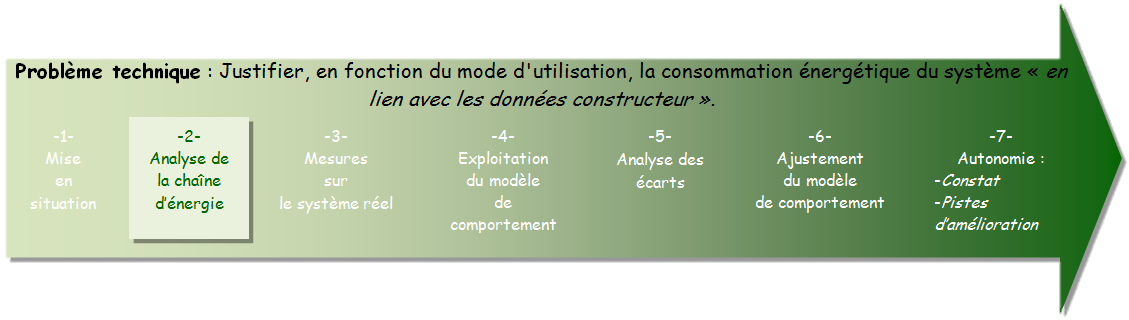 Problème technique : Justifier, en fonction du mode d'utilisation, la consommation énergétique du système « en
lien avec les données constructeur ».
-1-
Mise
en
situation
-2-
Analyse de
la chaîne
d'énergie
-3-
Mesures
sur
le système réel
-4-
Exploitation
du modèle
de
comportement
-5-
Analyse des
écarts
-6-
Ajustement
du modèle
de comportement
-7-
Autonomie :
-Constat
-Pistes
d'amélioration